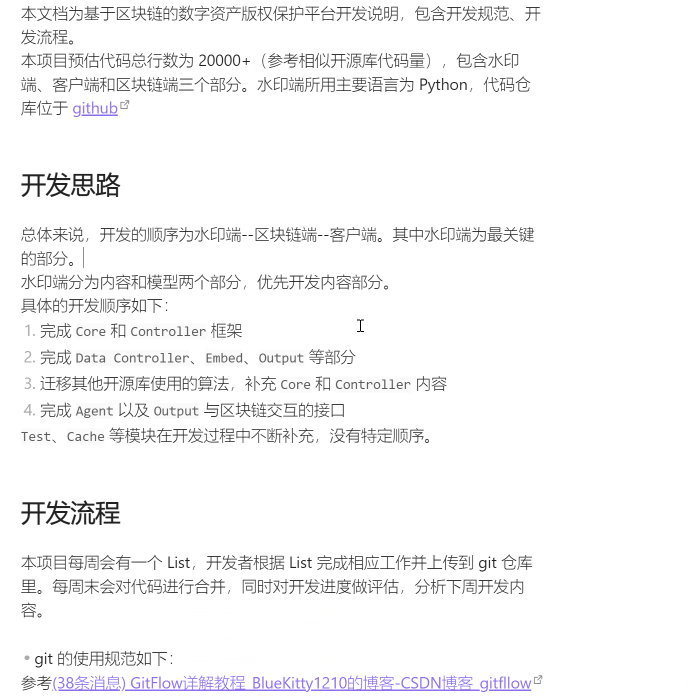 本文档为基于区块链的数字资产版权保护平台开发说明，包含开发规范、开
发流程。
本项目预估代码总行数为 20000+（参考相似开源库代码量），包含水印
端、客户端和区块链端三个部分。水印端所用主要语言为 Python，代码仓
库位于 github
开发思路
总体来说，开发的顺序为水印端--区块链端--客户端。其中水印端为最关键
的部分。
水印端分为内容和模型两个部分，优先开发内容部分。
具体的开发顺序如下：
1. 完成 Core 和 Controller 框架
2. 完成 Data Controller、Embed、Output 等部分
3. 迁移其他开源库使用的算法，补充 Core 和 Controller 内容
4. 完成 Agent 以及 Output 与区块链交互的接口
Test、Cache 等模块在开发过程中不断补充，没有特定顺序。
开发流程
本项目每周会有一个 List，开发者根据 List 完成相应工作并上传到 git 仓库
里。每周末会对代码进行合并，同时对开发进度做评估，分析下周开发内
容。
• git 的使用规范如下：
参考(38条消息) GitFlow详解教程_BlueKitty1210的博客-CSDN博客_gitfllow